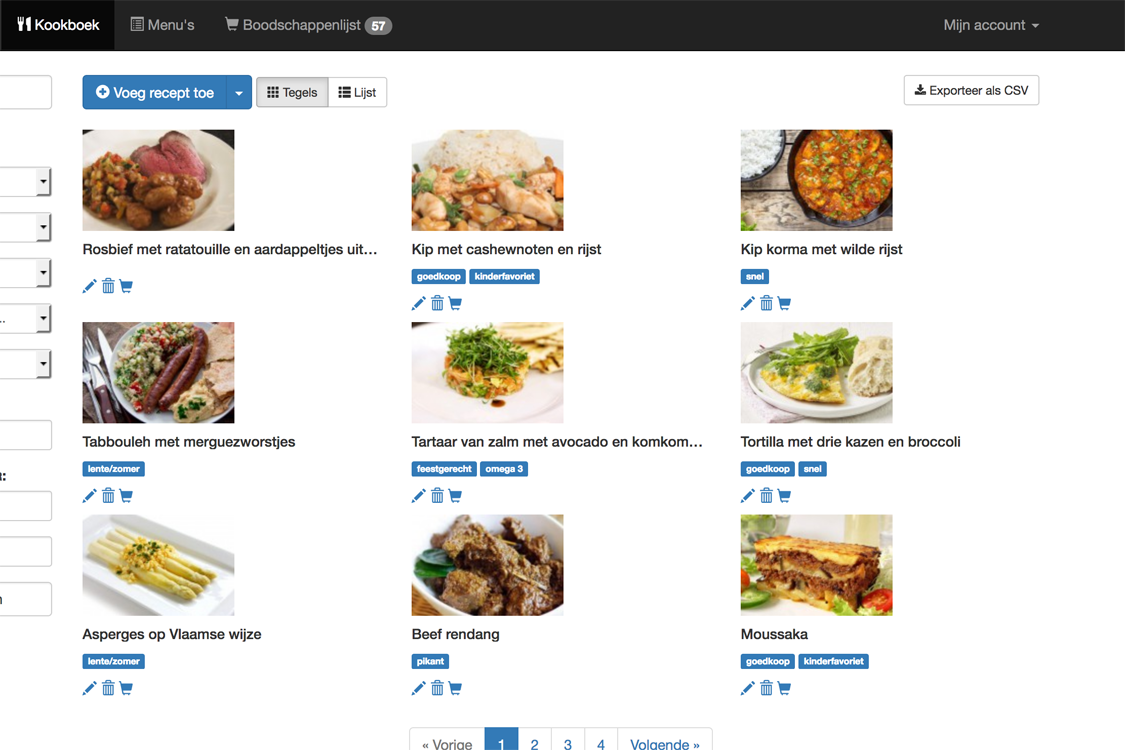 Kookboek
Menu's
Boodschappenlijst 57
Mijn account
Voeg recept toe
Tegels
Lijst
Exporteer als CSV
Rosbief met ratatouille en aardappeltjes uit…
Kip met cashewnoten en rijst
goedkoop kinderfavoriet
Kip korma met wilde rijst
snel
Tabbouleh met merguezworstjes
lente/zomer
Tartaar van zalm met avocado en komkom…
feestgerecht omega 3
Tortilla met drie kazen en broccoli
goedkoop snel
Asperges op Vlaamse wijze
lente/zomer
Beef rendang
pikant
Moussaka
goedkoop kinderfavoriet
« Vorige 1 2 3 4 Volgende »